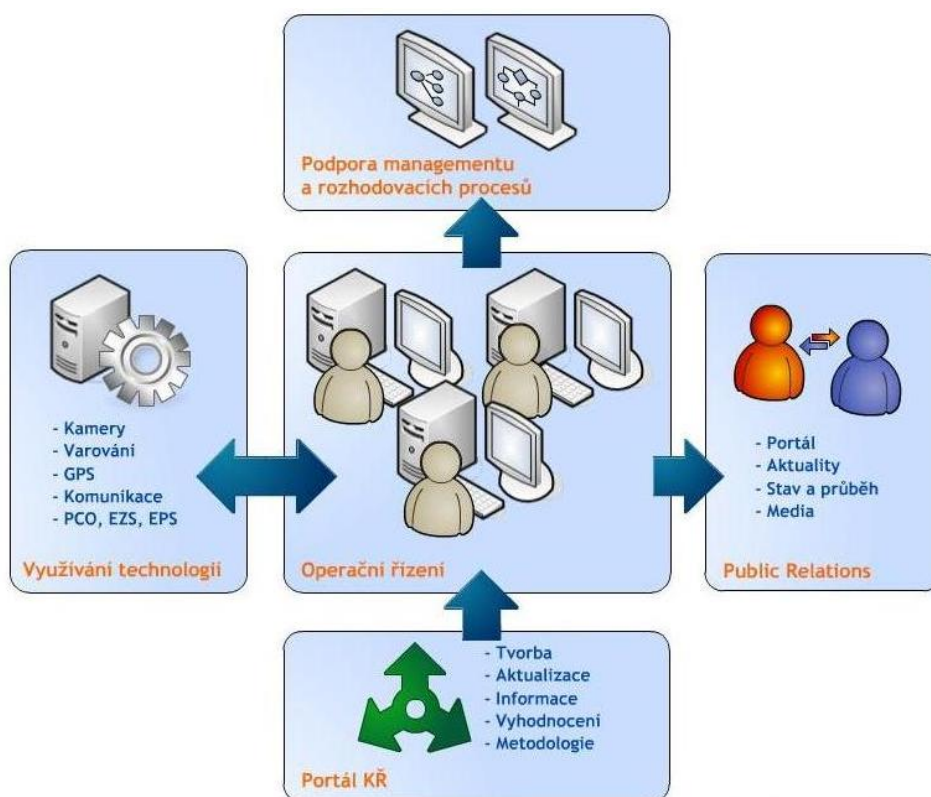 Podpora managementu
a rozhodovacích procesů
- Kamery
- Varování
- GPS
- Komunikace
- PCO, EZS, EPS
Využívání technologií
Operační řízení
- Portál
- Aktuality
- Stav a průběh
- Media
Public Relations
- Tvorba
- Aktualizace
- Informace
- Vyhodnocení
- Metodologie
Portál KŘ